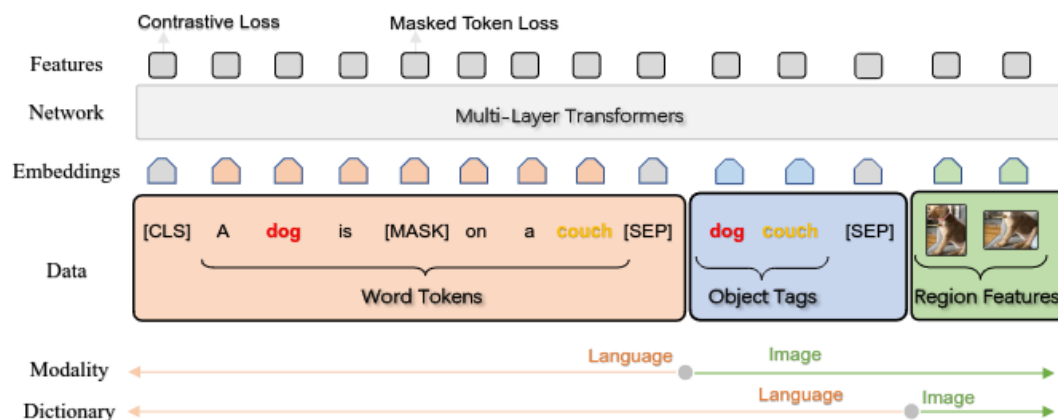 Contrastive Loss Masked Token Loss
Features
Network Multi-Layer Transformers
Embeddings
[CLS] A dog is [MASK] on a couch [SEP] dog couch [SEP]
Data
Word Tokens Object Tags Region Features
Language Image
Modality
Language Image
Dictionary